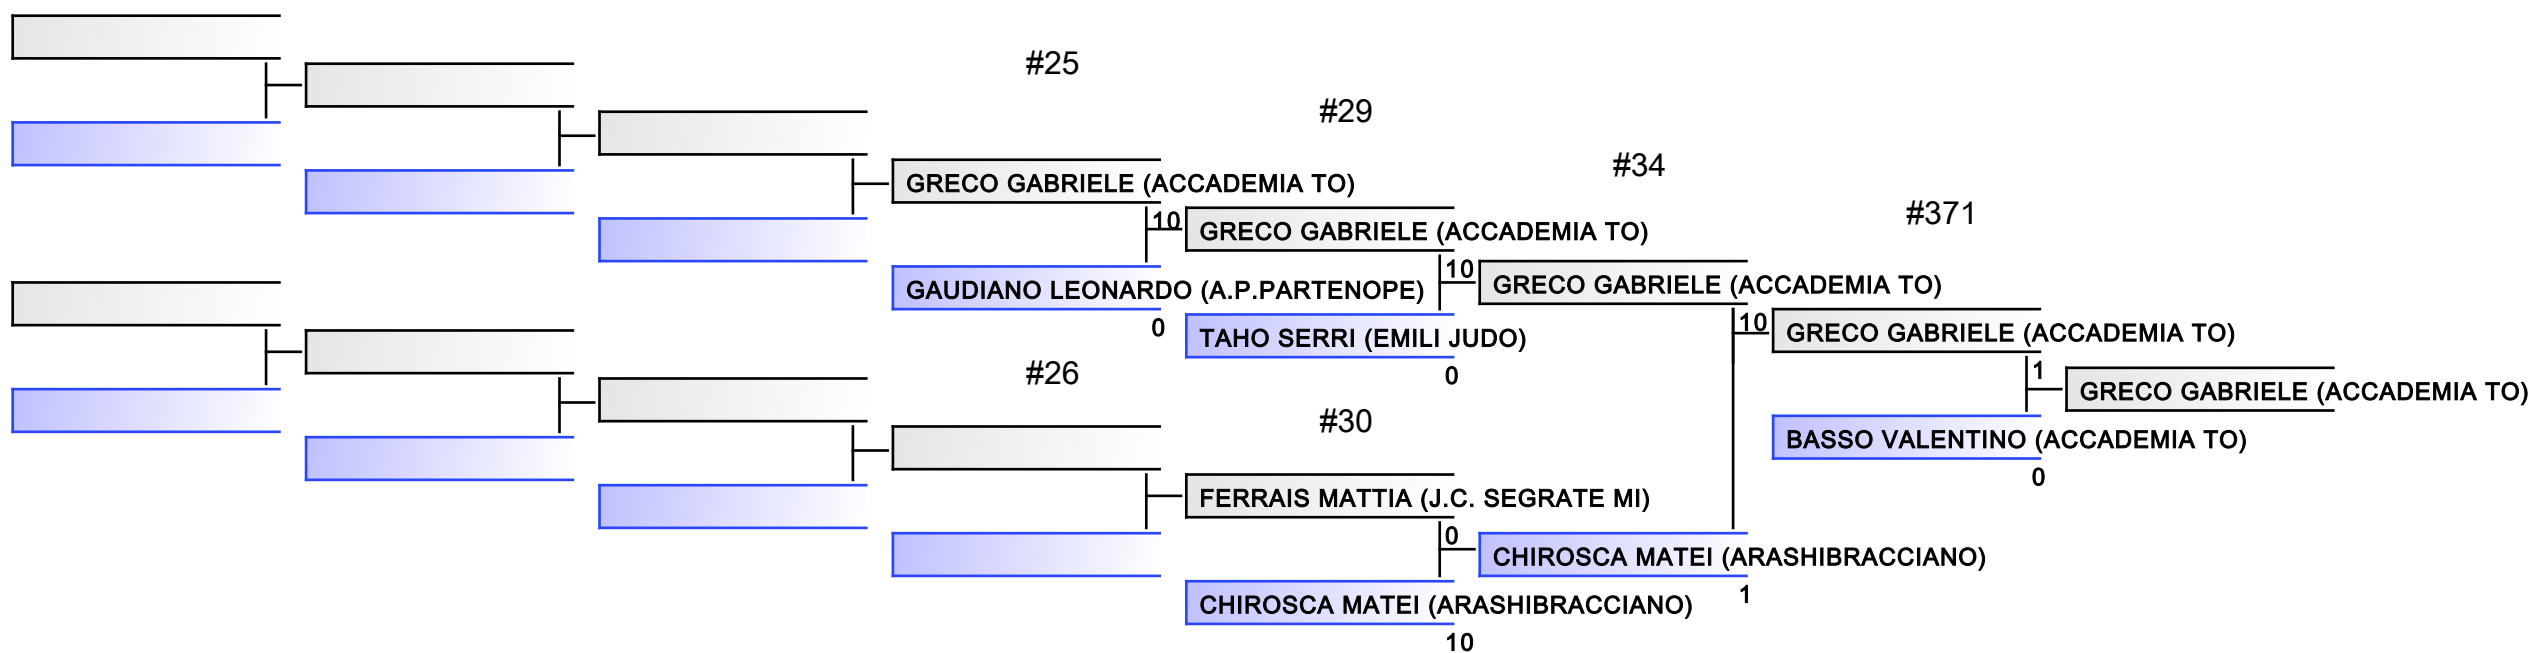 #25
#29
#34
GRECO GABRIELE (ACCADEMIA TO)
#371
10
GRECO GABRIELE (ACCADEMIA TO)
10
GRECO GABRIELE (ACCADEMIA TO)
GAUDIANO LEONARDO (A.P.PARTENOPE)
0
10
GRECO GABRIELE (ACCADEMIA TO)
TAHO SERRI (EMILI JUDO)
0
#26
1
GRECO GABRIELE (ACCADEMIA TO)
#30
BASSO VALENTINO (ACCADEMIA TO)
0
FERRAIS MATTIA (J.C. SEGRATE MI)
0
CHIROSCA MATEI (ARASHIBRACCIANO)
1
CHIROSCA MATEI (ARASHIBRACCIANO)
10